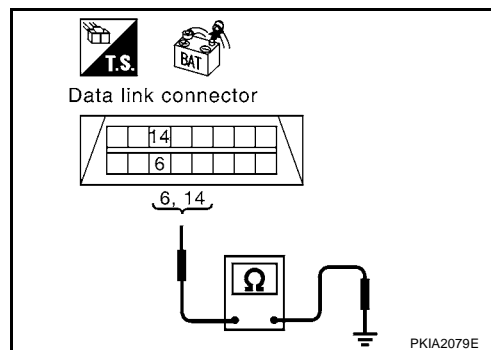 T.S.
BAT
Data link connector
14
6
6, 14
Ω
PKIA2079E